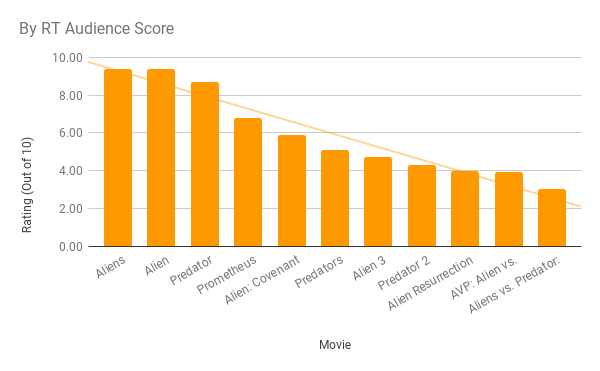 By RT Audience Score
10.00
8.00
6.00
4.00
2.00
0.00
Rating (Out of 10)
Aliens
Alien
Predator
Prometheus
Alien: Covenant
Predators
Alien 3
Predator 2
Alien Resurrection
AVP: Alien vs.
Aliens vs. Predator:
Movie